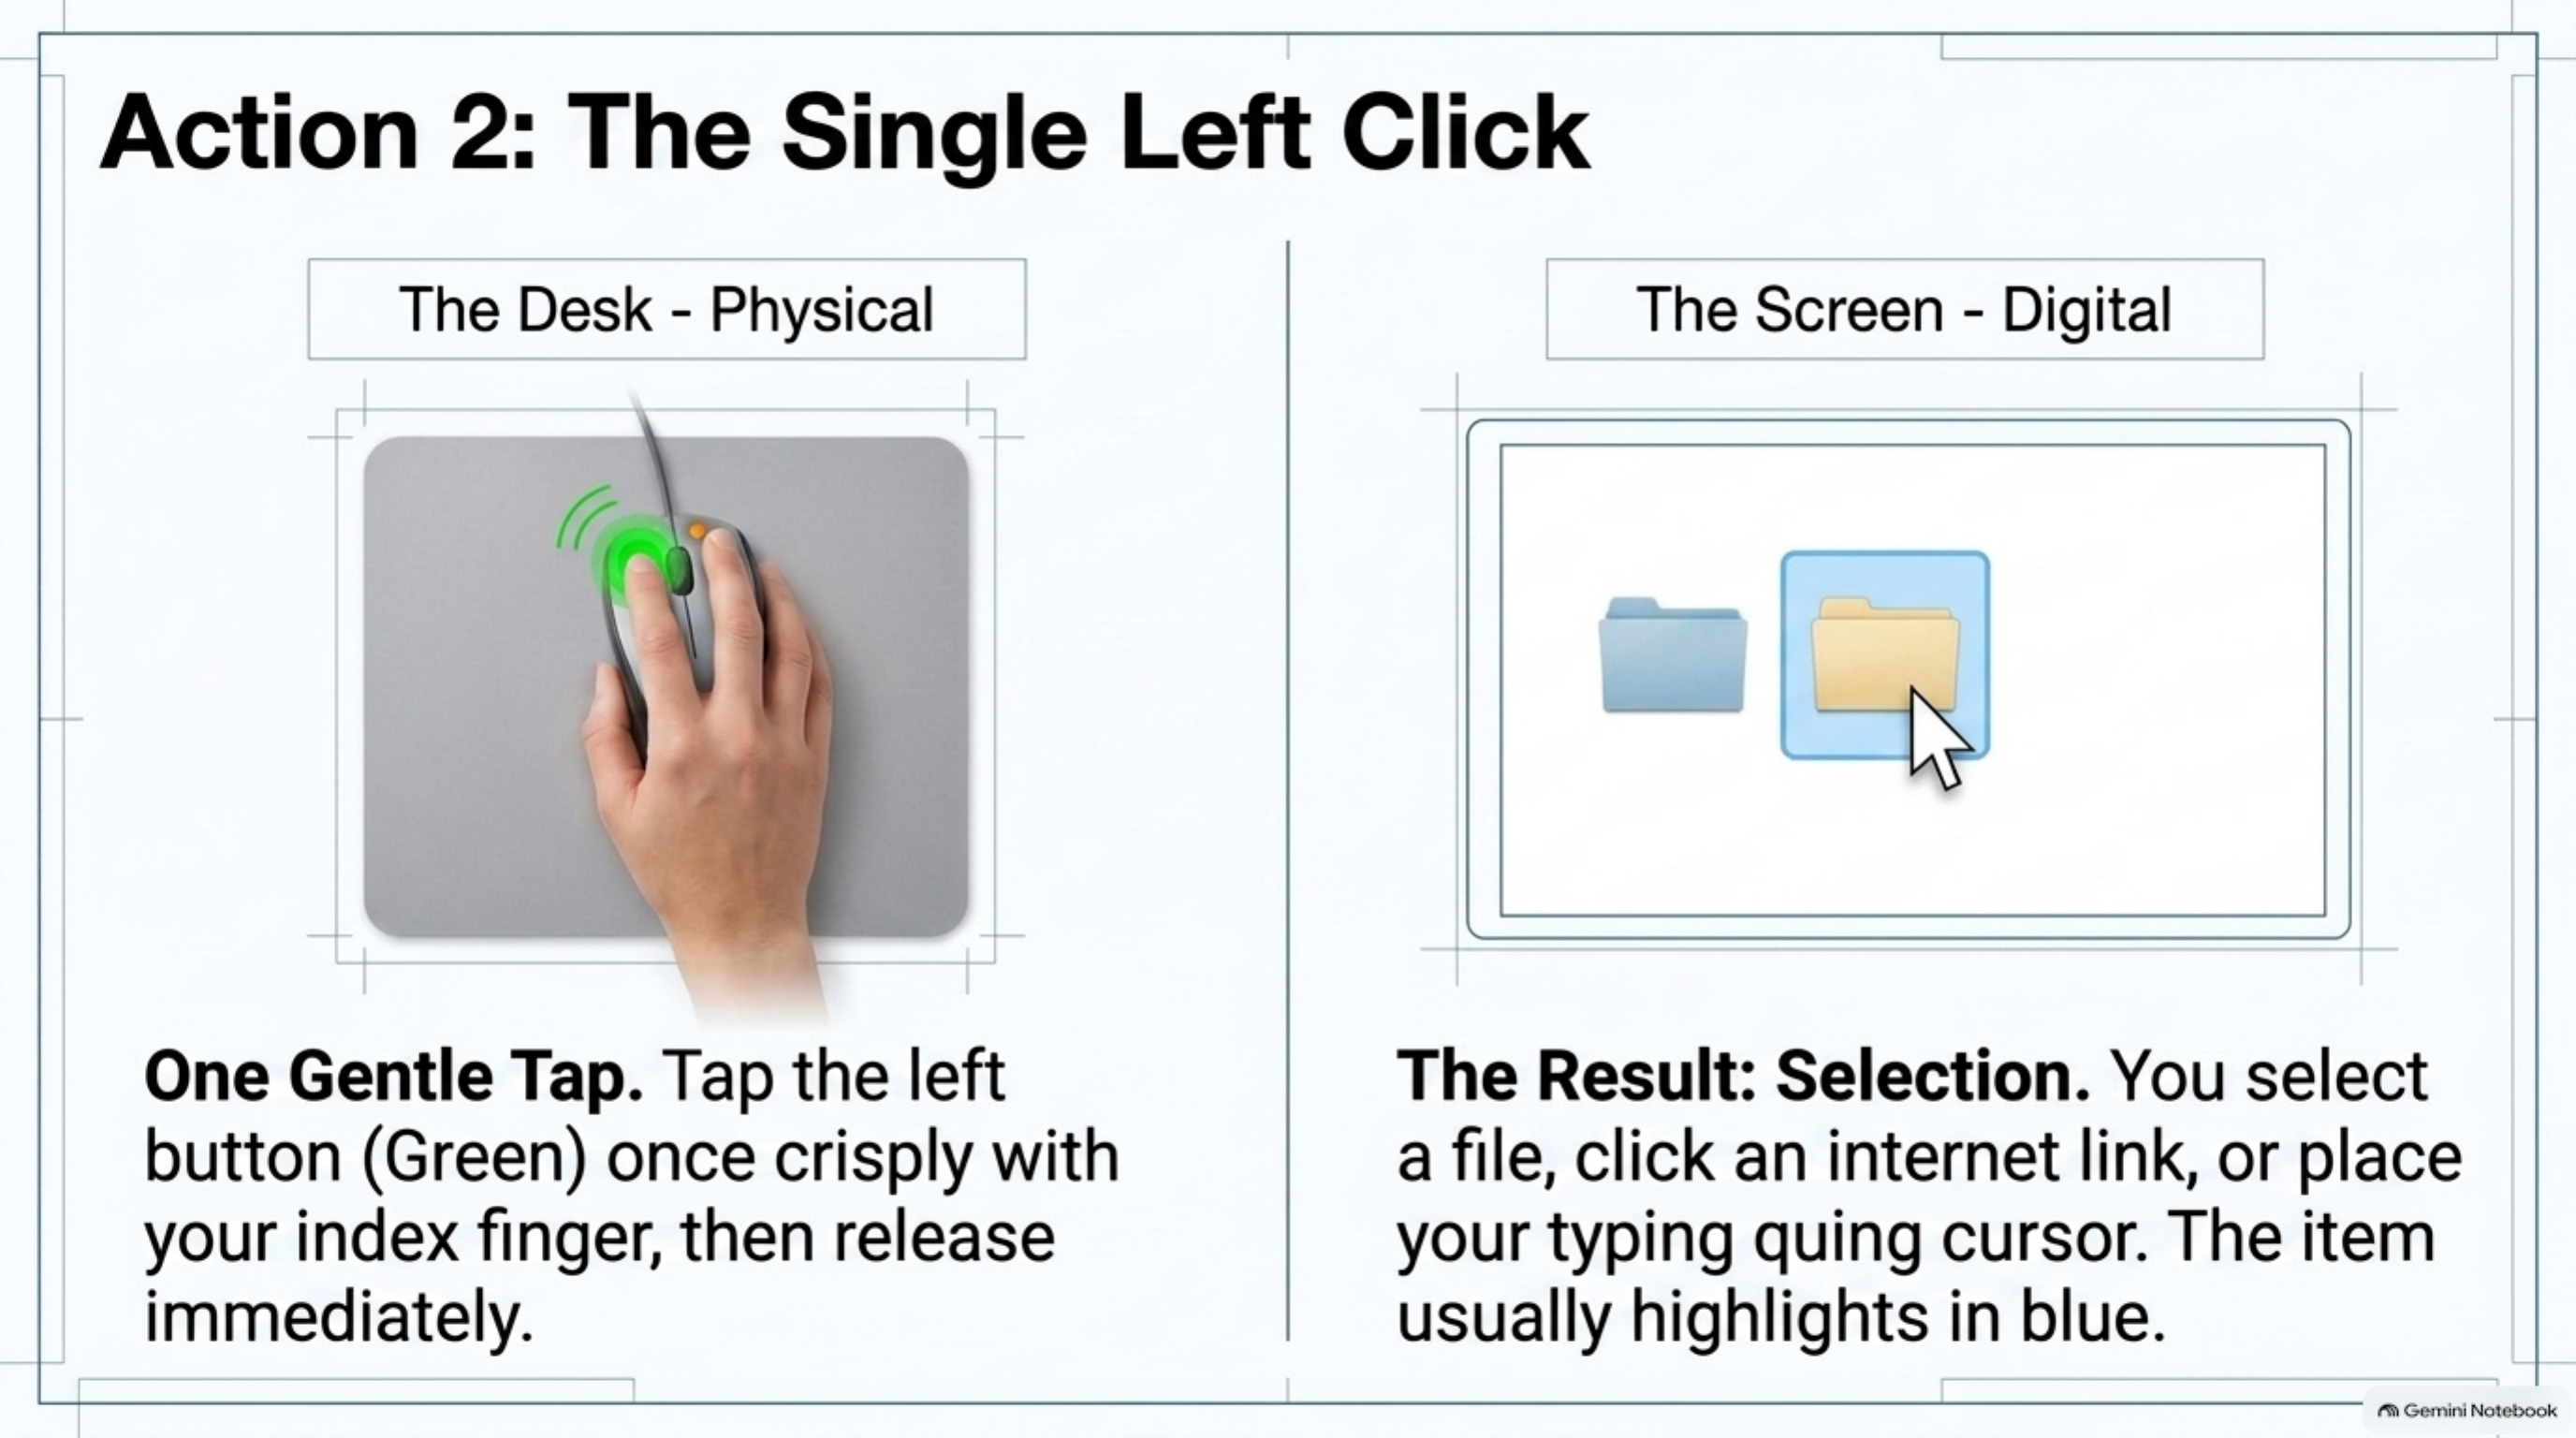 Action 2: The Single Left Click
The Desk - Physical
The Screen - Digital
One Gentle Tap. Tap the left
button (Green) once crisply with
your index finger, then release
immediately.
The Result: Selection. You select
a file, click an internet link, or place
your typing quing cursor. The item
usually highlights in blue.
Gemini Notebook